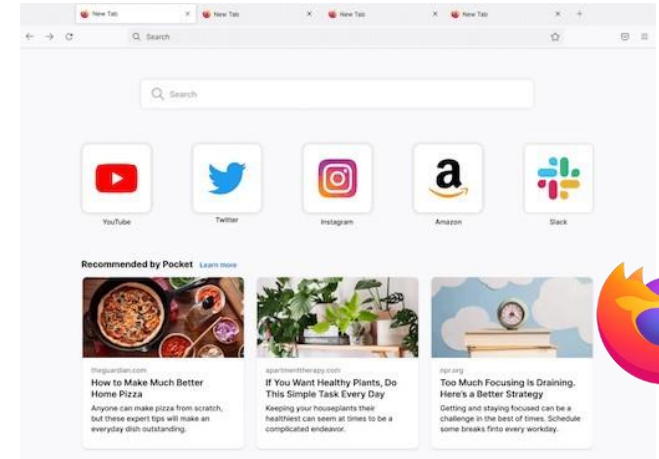 New Tab
New Tab
New Tab
New Tab
Search
Search
YouTube
Twitter
Instagram
Amazon
Slack
Recommended by Pocket Learn more
theguardian.com
How to Make Much Better
Home Pizza
Anyone can make pizza from scratch,
but these expert tips will make an
everyday dish outstanding.
apartmenttherapy.com
If You Want Healthy Plants, Do
This Simple Task Every Day
Keeping your houseplants their
healthiest can seem at times to be a
complicated endeavor.
npr.org
Too Much Focusing Is Draining.
Here's a Better Strategy
Getting and staying focused can be a
challenge in the best of times. Schedule
some breaks finto every workday.